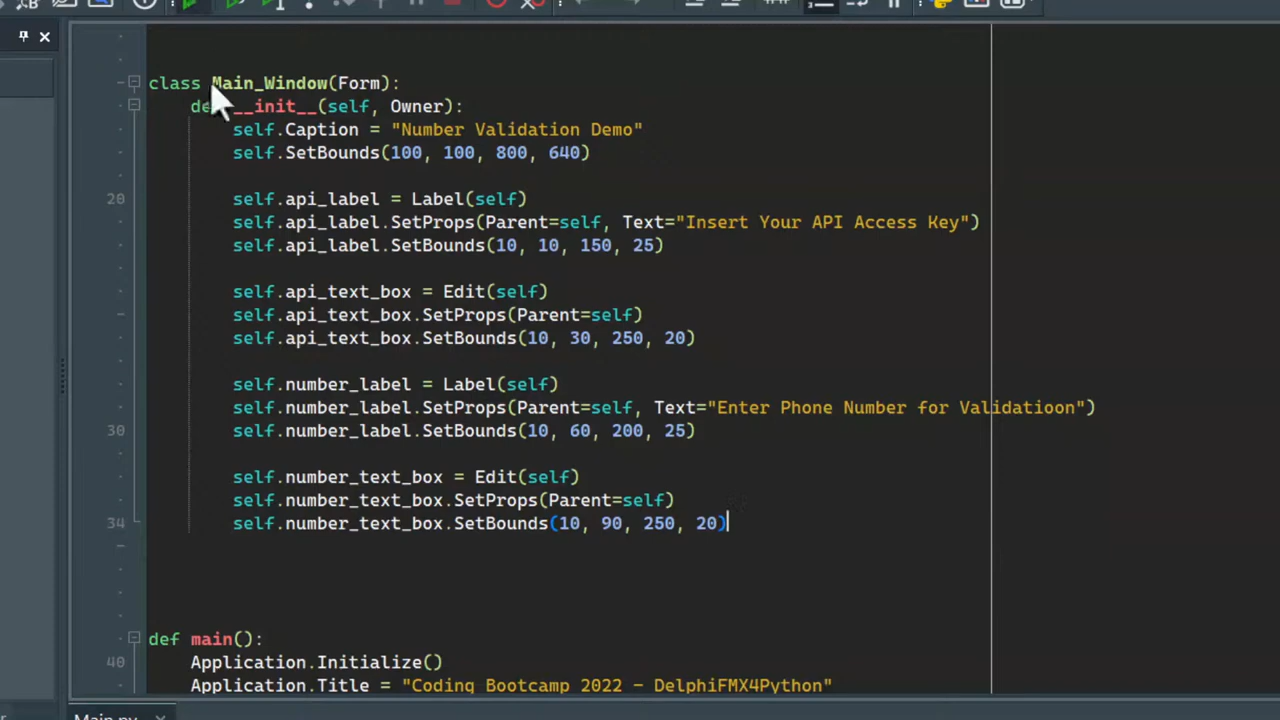 class Main_Window(Form):
def __init__(self, Owner):
self.Caption = "Number Validation Demo"
self.SetBounds(100, 100, 800, 640)
20 self.api_label = Label(self)
self.api_label.SetProps(Parent=self, Text="Insert Your API Access Key")
self.api_label.SetBounds(10, 10, 150, 25)
self.api_text_box = Edit(self)
self.api_text_box.SetProps(Parent=self)
self.api_text_box.SetBounds(10, 30, 250, 20)
self.number_label = Label(self)
self.number_label.SetProps(Parent=self, Text="Enter Phone Number for Validatioon")
30 self.number_label.SetBounds(10, 60, 200, 25)
self.number_text_box = Edit(self)
self.number_text_box.SetProps(Parent=self)
34 self.number_text_box.SetBounds(10, 90, 250, 20)
def main():
40 Application.Initialize()
Application.Title = "Coding Bootcamp 2022 - DelphiFMX4Python"
Main.py